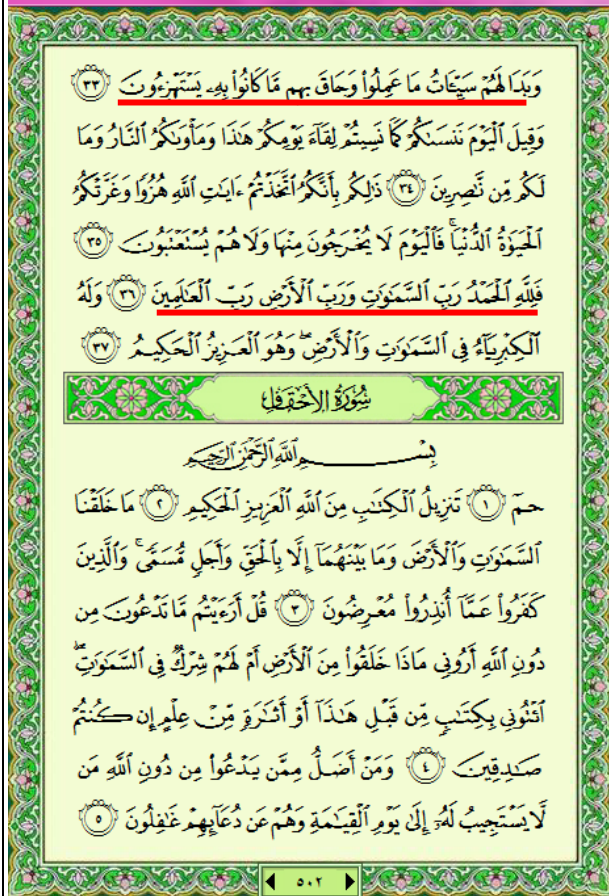 وَبَدَا لَهُمْ سَيِّـَٔاتُ مَا عَمِلُوا۟ وَحَاقَ بِهِم مَّا كَانُوا۟ بِهِۦ يَسْتَهْزِءُونَ ﴿٣٣﴾
وَقِيلَ ٱلْيَوْمَ نَنسَىٰكُمْ كَمَا نَسِيتُمْ لِقَآءَ يَوْمِكُمْ هَـٰذَا وَمَأْوَىٰكُمُ ٱلنَّارُ وَمَا
لَكُم مِّن نَّـٰصِرِينَ ﴿٣٤﴾ ذَٰلِكُم بِأَنَّكُمُ ٱتَّخَذْتُمْ ءَايَـٰتِ ٱللَّهِ هُزُوًا وَغَرَّتْكُمُ
ٱلْحَيَوٰةُ ٱلدُّنْيَا ۚ فَٱلْيَوْمَ لَا يُخْرَجُونَ مِنْهَا وَلَا هُمْ يُسْتَعْتَبُونَ ﴿٣٥﴾
فَلِلَّهِ ٱلْحَمْدُ رَبِّ ٱلسَّمَـٰوَٰتِ وَرَبِّ ٱلْأَرْضِ رَبِّ ٱلْعَـٰلَمِينَ ﴿٣٦﴾ وَلَهُ
ٱلْكِبْرِيَآءُ فِى ٱلسَّمَـٰوَٰتِ وَٱلْأَرْضِ ۖ وَهُوَ ٱلْعَزِيزُ ٱلْحَكِيمُ ﴿٣٧﴾
سُورَةُ الأَحْقَافِ
بِسْمِ ٱللَّهِ ٱلرَّحْمَـٰنِ ٱلرَّحِيمِ
حمٓ ﴿١﴾ تَنزِيلُ ٱلْكِتَـٰبِ مِنَ ٱللَّهِ ٱلْعَزِيزِ ٱلْحَكِيمِ ﴿٢﴾ مَا خَلَقْنَا
ٱلسَّمَـٰوَٰتِ وَٱلْأَرْضَ وَمَا بَيْنَهُمَآ إِلَّا بِٱلْحَقِّ وَأَجَلٍ مُّسَمًّى ۚ وَٱلَّذِينَ
كَفَرُوا۟ عَمَّآ أُنذِرُوا۟ مُعْرِضُونَ ﴿٣﴾ قُلْ أَرَءَيْتُم مَّا تَدْعُونَ مِن
دُونِ ٱللَّهِ أَرُونِى مَاذَا خَلَقُوا۟ مِنَ ٱلْأَرْضِ أَمْ لَهُمْ شِرْكٌ فِى ٱلسَّمَـٰوَٰتِ ۖ
ٱئْتُونِى بِكِتَـٰبٍ مِّن قَبْلِ هَـٰذَآ أَوْ أَثَـٰرَةٍ مِّنْ عِلْمٍ إِن كُنتُمْ
صَـٰدِقِينَ ﴿٤﴾ وَمَنْ أَضَلُّ مِمَّن يَدْعُوا۟ مِن دُونِ ٱللَّهِ مَن
لَّا يَسْتَجِيبُ لَهُۥٓ إِلَىٰ يَوْمِ ٱلْقِيَـٰمَةِ وَهُمْ عَن دُعَآئِهِمْ غَـٰفِلُونَ ﴿٥﴾
٥٠٢